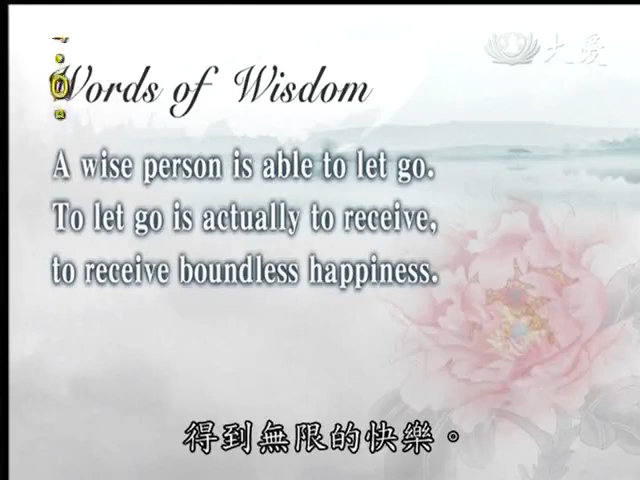 大愛
Words of Wisdom
A wise person is able to let go.
To let go is actually to receive,
to receive boundless happiness.
得到無限的快樂。